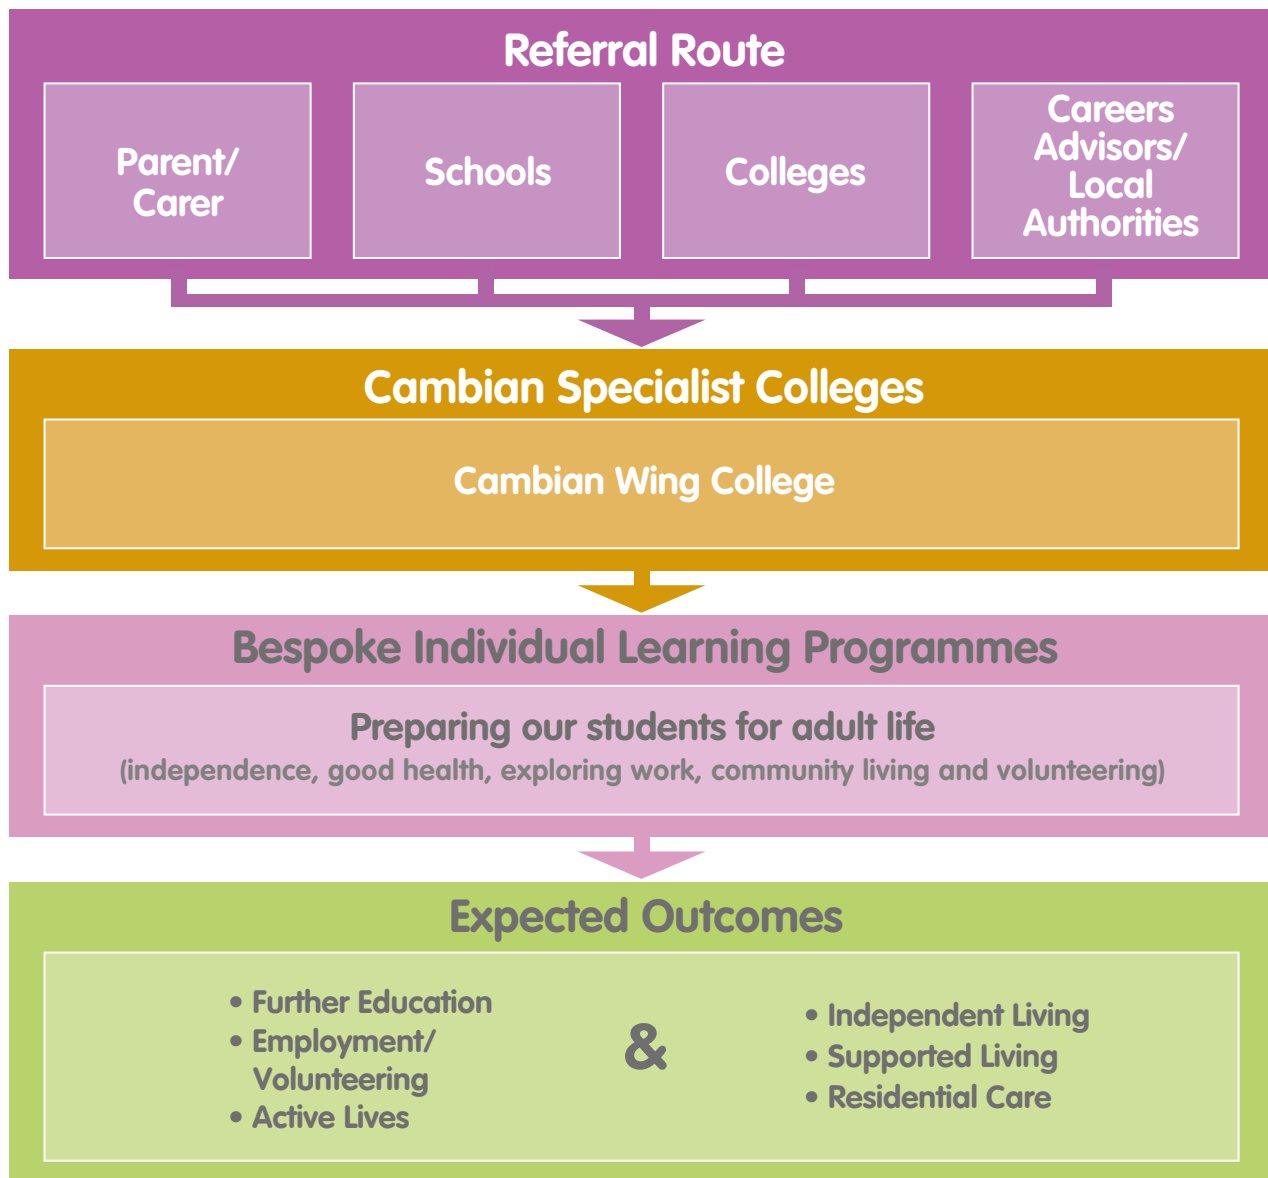 Referral Route
Parent/
Carer
Schools
Colleges
Careers
Advisors/
Local
Authorities
Cambian Specialist Colleges
Cambian Wing College
Bespoke Individual Learning Programmes
Preparing our students for adult life
(independence, good health, exploring work, community living and volunteering)
Expected Outcomes
• Further Education
• Employment/
Volunteering
• Active Lives
&
• Independent Living
• Supported Living
• Residential Care